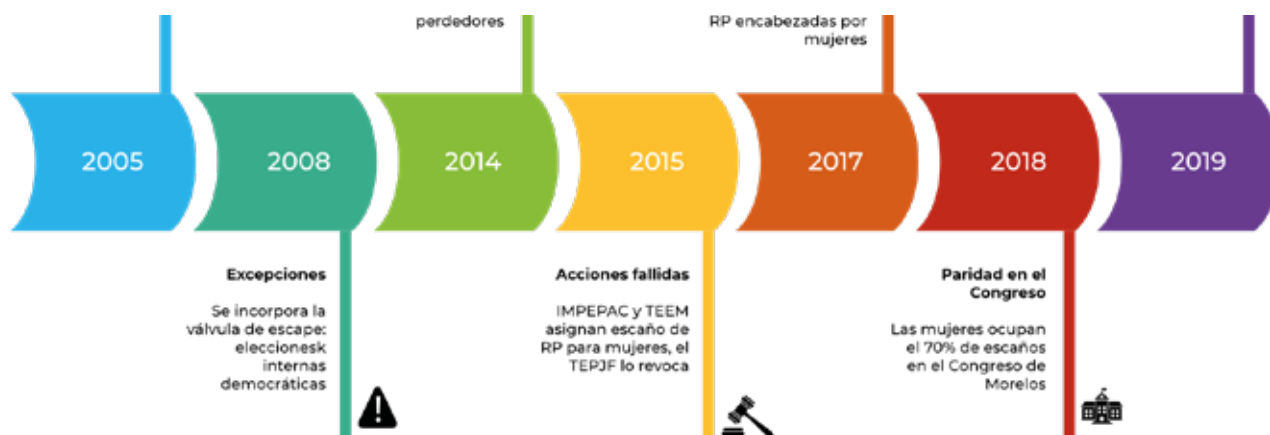 perdedores
RP encabezadas por
mujeres
2005
2008
2014
2015
2017
2018
2019
Excepciones
Se incorpora la
válvula de escape:
eleccionesk
internas
democráticas
Acciones fallidas
IMPEPAC y TEEM
asignan escaño de
RP para mujeres, el
TEPJF lo revoca
Paridad en el
Congreso
Las mujeres ocupan
el 70% de escaños
en el Congreso de
Morelos